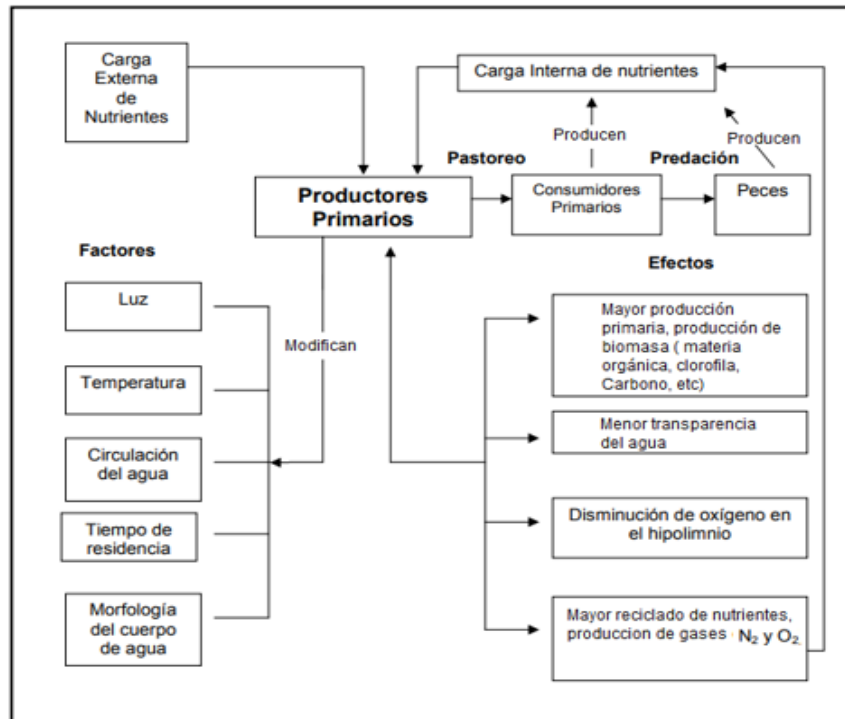 Carga
Externa
de
Nutrientes
Carga Interna de nutrientes
Producen
Producen
Pastoreo
Predación
Productores
Primarios
Consumidores
Primarios
Peces
Factores
Efectos
Luz
Modifican
Mayor producción
primaria, producción de
biomasa ( materia
orgánica, clorofila,
Carbono, etc)
Temperatura
Menor transparencia
del agua
Circulación
del agua
Disminución de oxígeno en
el hipolimnio
Tiempo de
residencia
Morfología
del cuerpo
de agua
Mayor reciclado de nutrientes,
produccion de gases N₂ y O₂